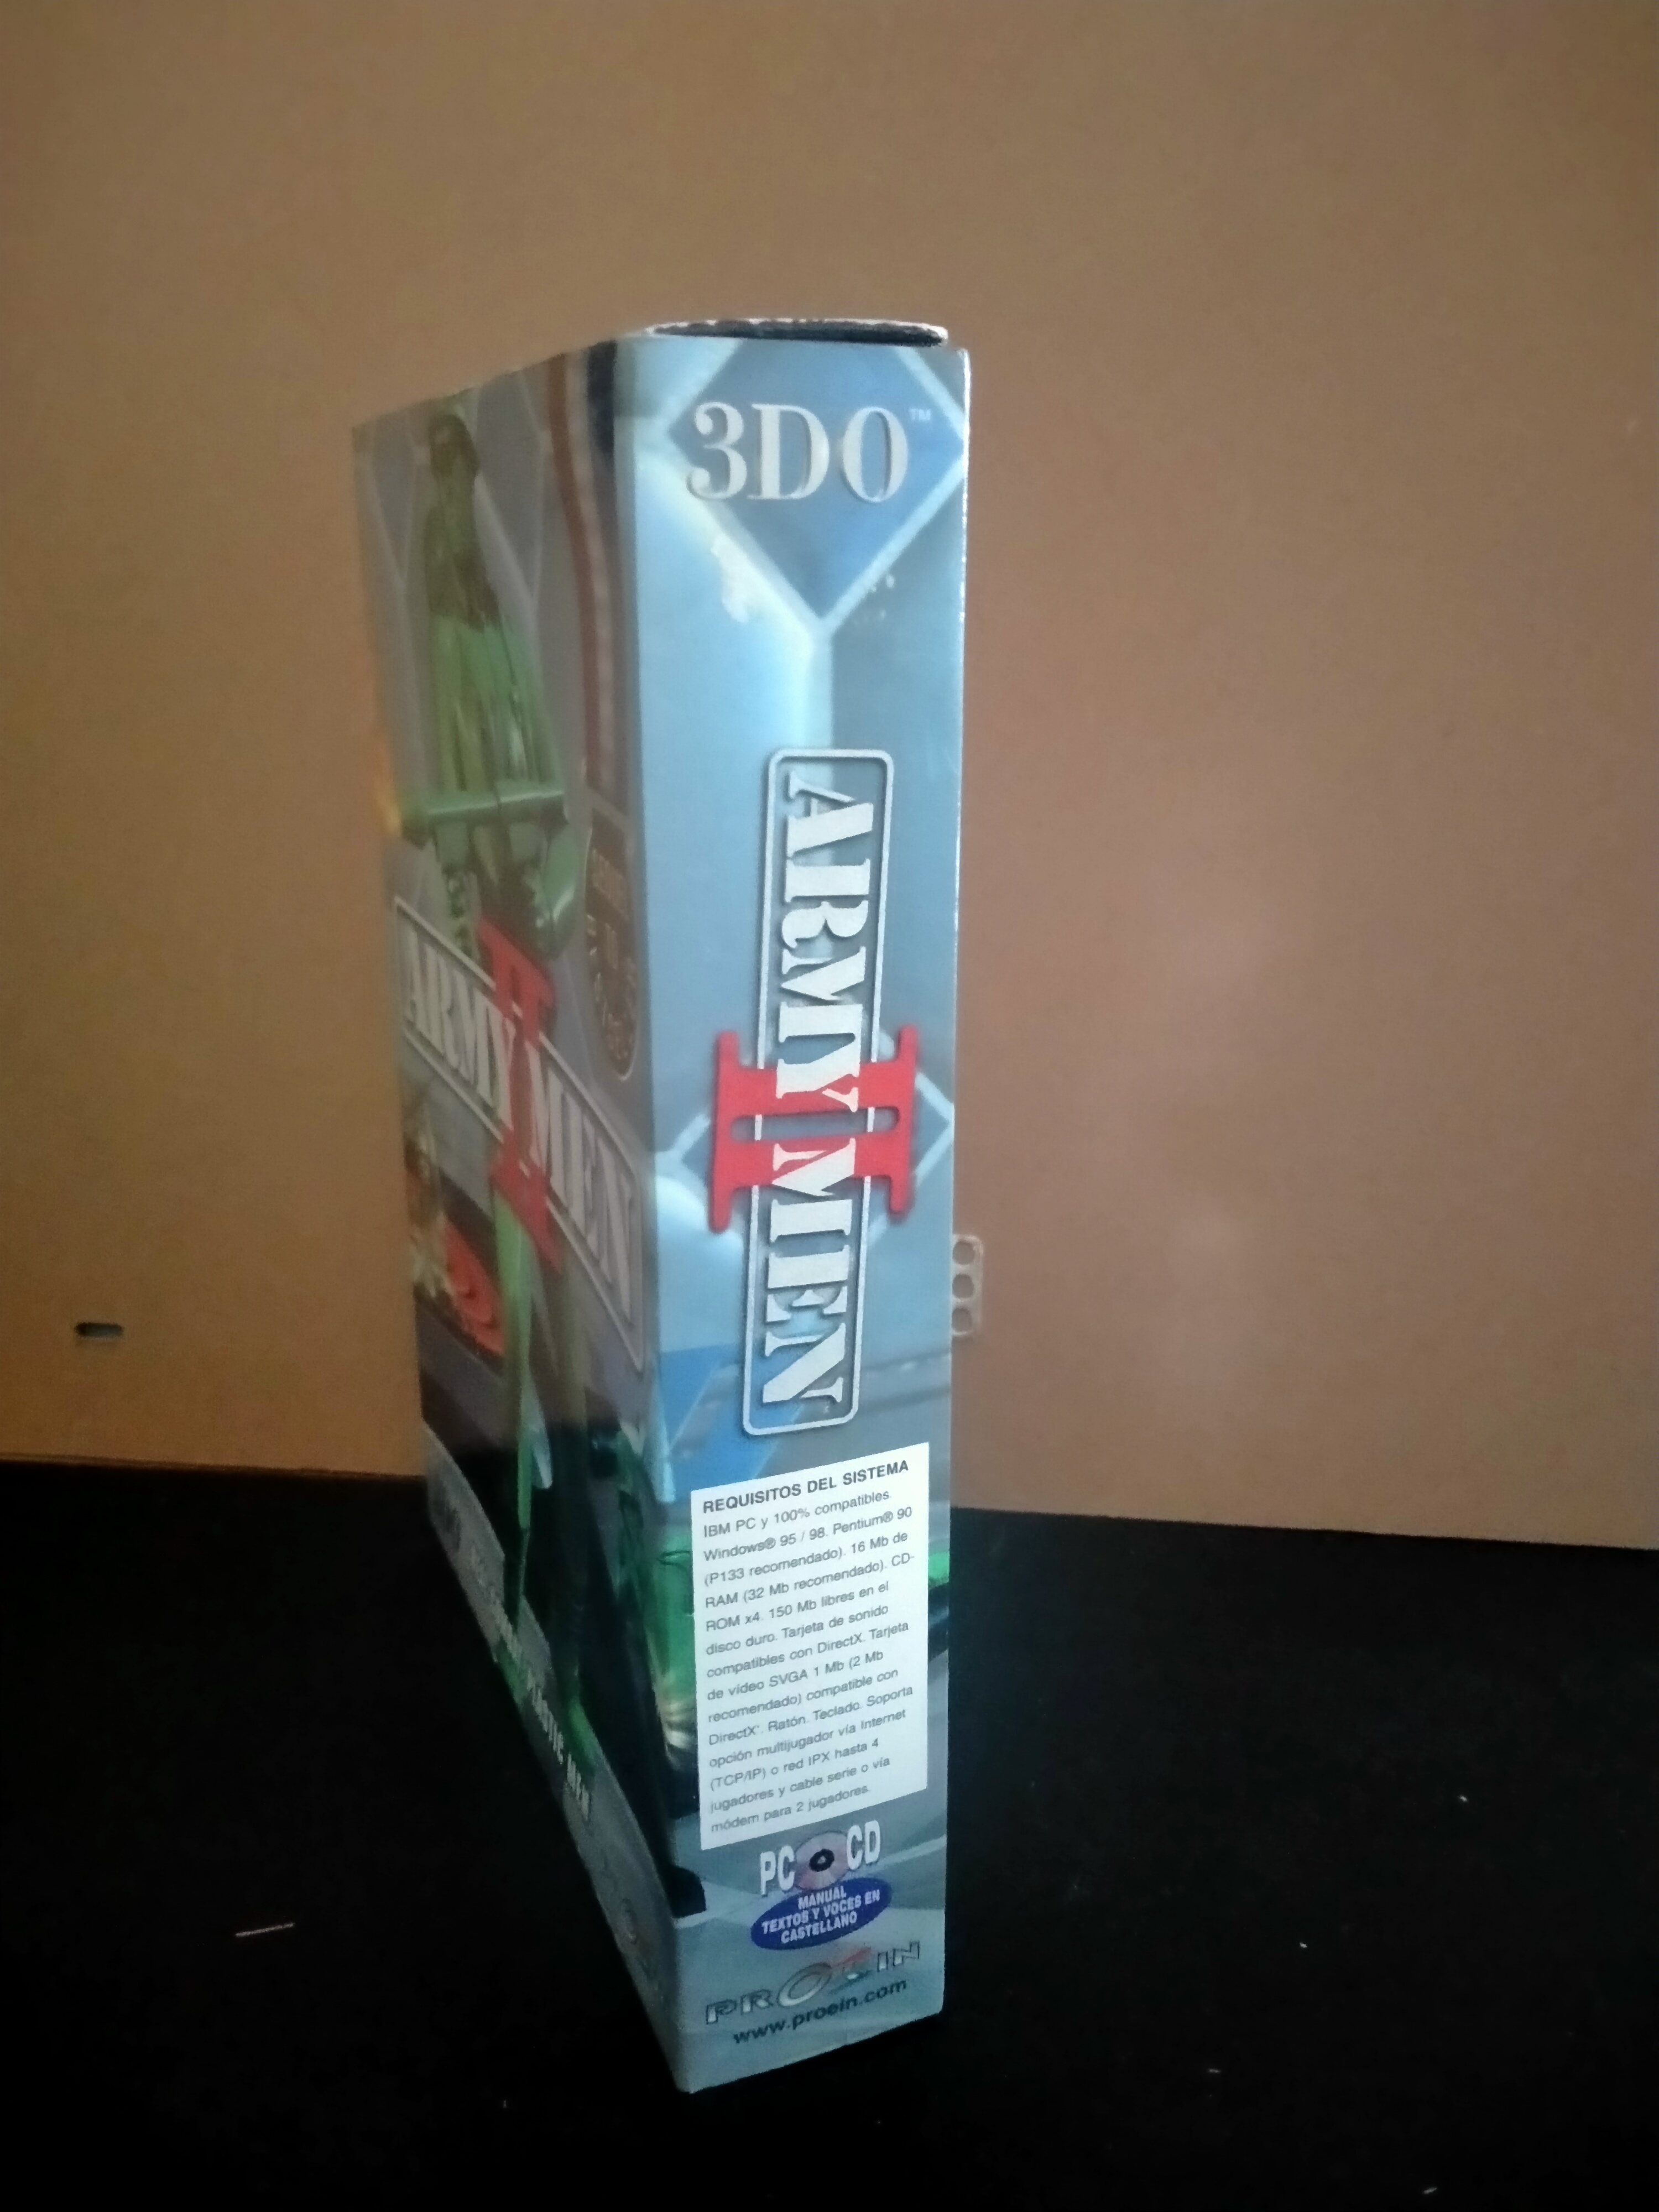 3DO™
ARMY MEN
II
REQUISITOS DEL SISTEMA
IBM PC y 100% compatibles.
Windows® 95 / 98. Pentium® 90
(P133 recomendado). 16 Mb de
RAM (32 Mb recomendado). CD-
ROM x4. 150 Mb libres en el
disco duro. Tarjeta de sonido
compatibles con DirectX. Tarjeta
de vídeo SVGA 1 Mb (2 Mb
recomendado) compatible con
DirectX. Ratón. Teclado. Soporta
opción multijugador vía Internet
(TCP/IP) o red IPX hasta 4
jugadores y cable serie o vía
módem para 2 jugadores.
PC CD
MANUAL
TEXTOS Y VOCES EN
CASTELLANO
PROEIN
www.proein.com
ARMY MEN
II
PLASTIC MEN